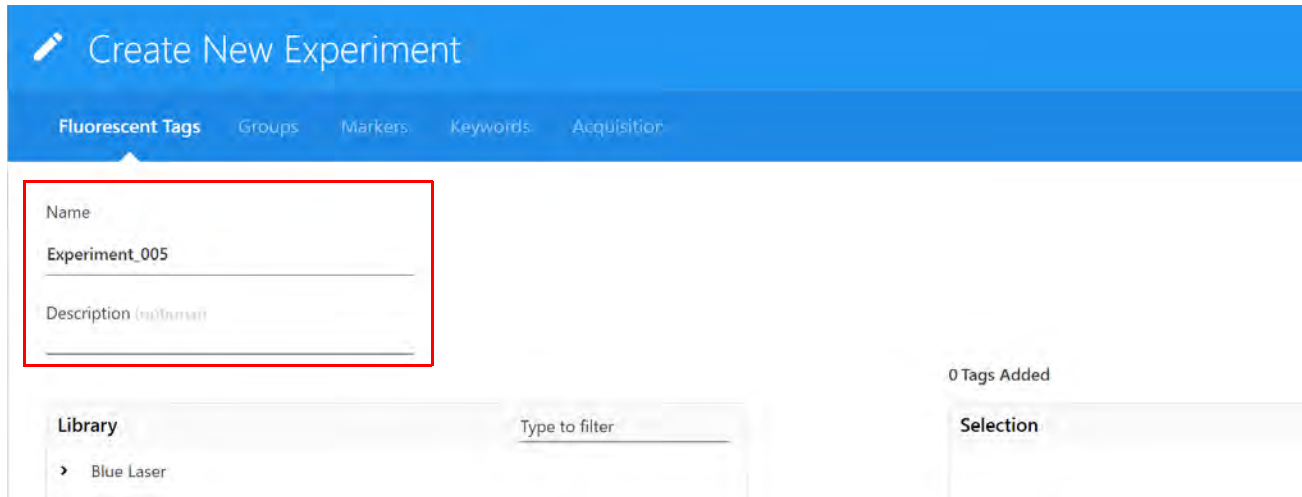 Create New Experiment
Fluorescent Tags Groups Markers Keywords Acquisition
Name
Experiment_005
Description (optional)
0 Tags Added
Library Type to filter Selection
Blue Laser